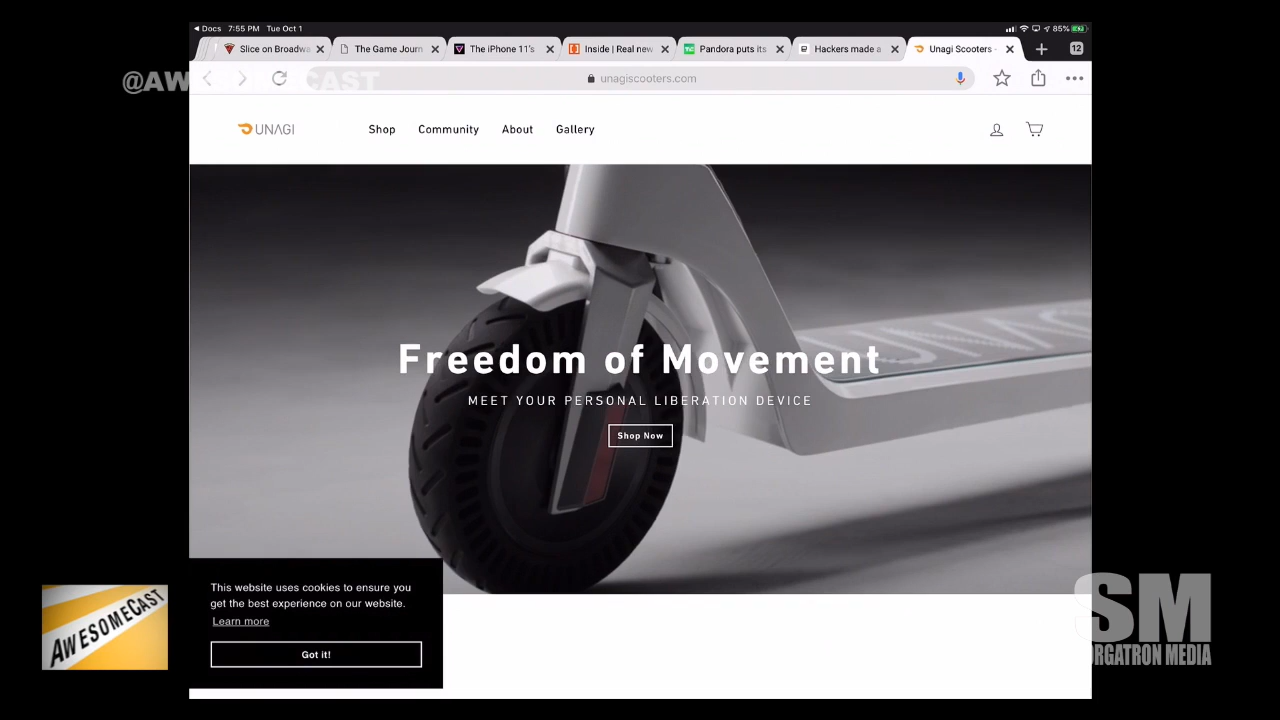 Docs 7:55 PM Tue Oct 1 85%
Slice on Broadwa The Game Journ The iPhone 11's Inside | Real new Pandora puts its Hackers made a Unagi Scooters - 12
@AW CAST unagiscooters.com
UNAGI Shop Community About Gallery
Freedom of Movement
MEET YOUR PERSONAL LIBERATION DEVICE
Shop Now
This website uses cookies to ensure you
get the best experience on our website.
Learn more
Got it!
AWESOMECAST
SM
ORGATRON MEDIA